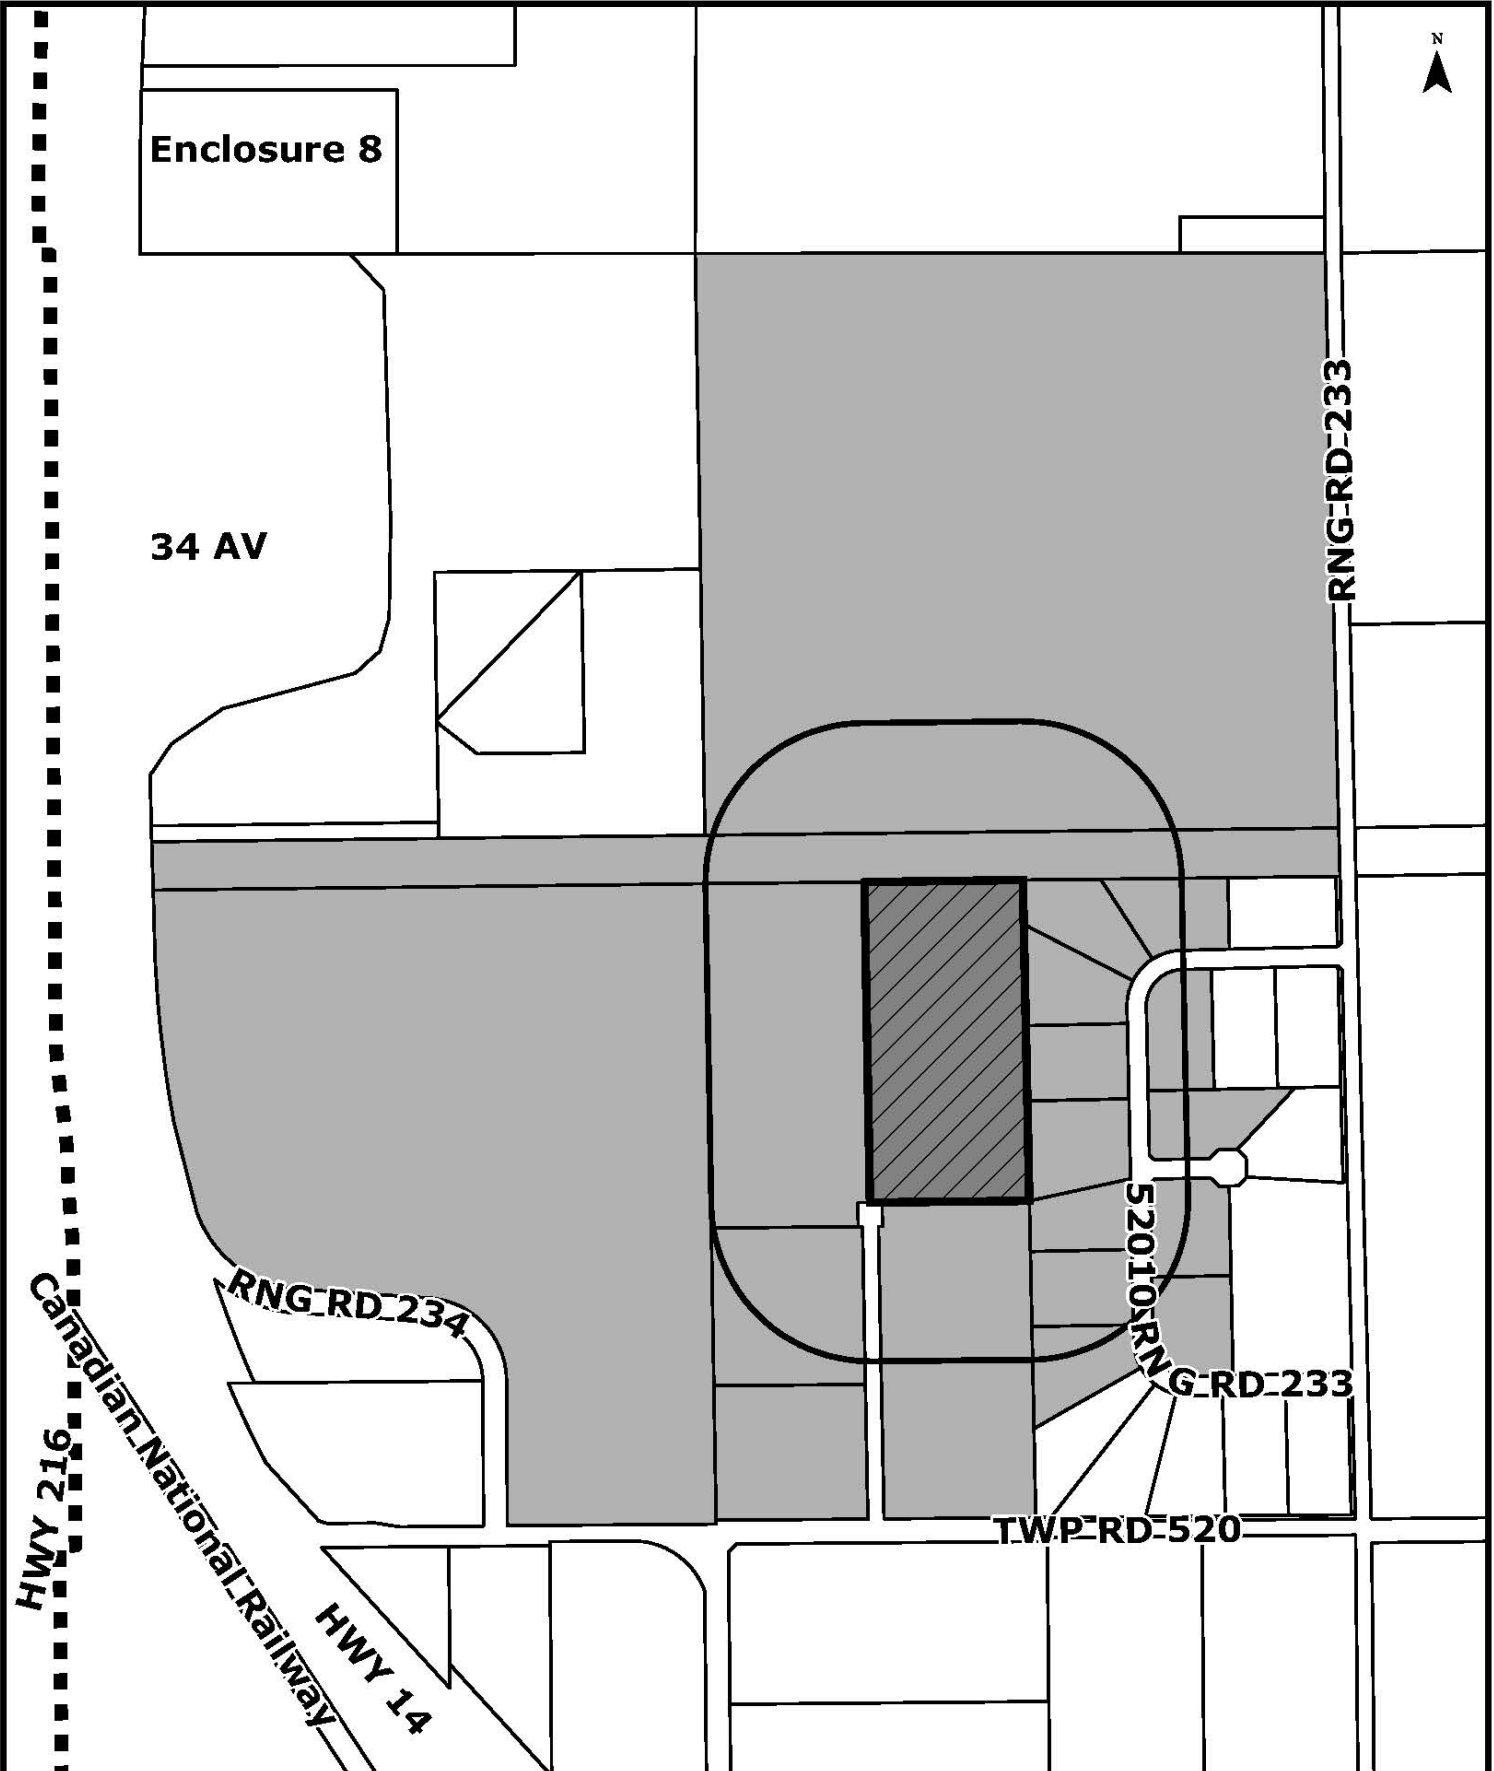 N
Enclosure 8
RNG RD 233
34 AV
52010 RNG RD 233
RNG RD 234
Canadian National Railway
HWY 216
TWP RD 520
HWY 14